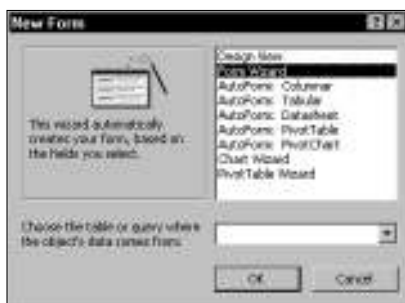 New Form
This wizard automatically
creates your form, based on
the fields you select.
Design View
Form Wizard
AutoForm: Columnar
AutoForm: Tabular
AutoForm: Datasheet
AutoForm: PivotTable
AutoForm: PivotChart
Chart Wizard
PivotTable Wizard
Choose the table or query where
the object's data comes from:
OK
Cancel